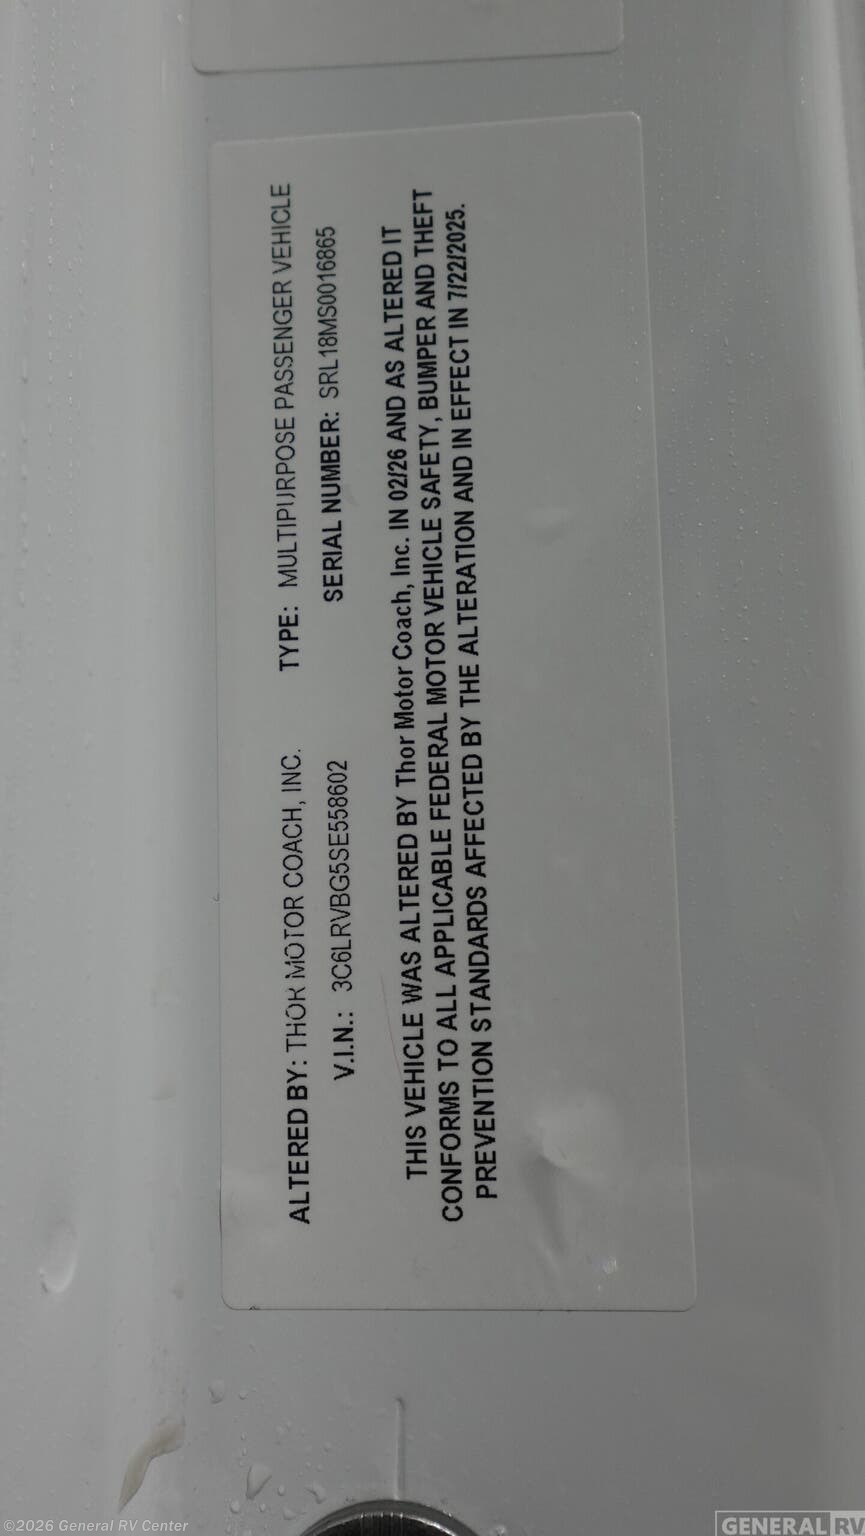 ALTERED BY: THOR MOTOR COACH, INC. TYPE: MULTIPURPOSE PASSENGER VEHICLE
V.I.N.: 3C6LRVBG5SE558602 SERIAL NUMBER: SRL18MS0016865
THIS VEHICLE WAS ALTERED BY Thor Motor Coach, Inc. IN 02/26 AND AS ALTERED IT
CONFORMS TO ALL APPLICABLE FEDERAL MOTOR VEHICLE SAFETY, BUMPER AND THEFT
PREVENTION STANDARDS AFFECTED BY THE ALTERATION AND IN EFFECT IN 7/22/2025.
©2026 General RV Center
GENERAL RV